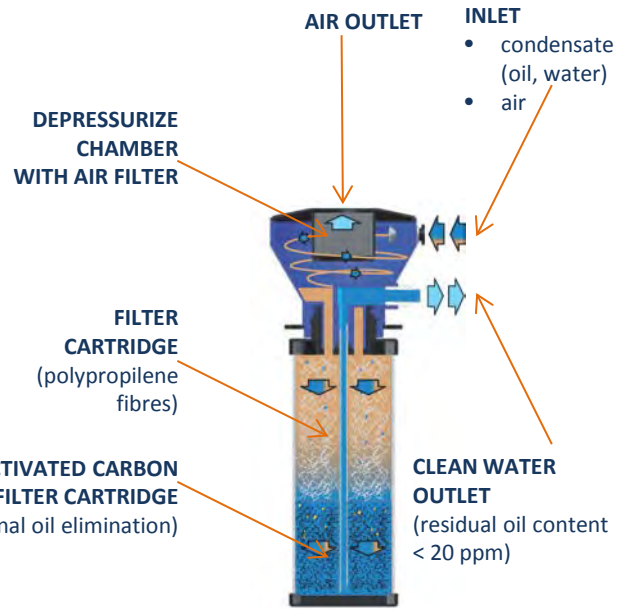 AIR OUTLET
INLET
• condensate
(oil, water)
• air
DEPRESSURIZE
CHAMBER
WITH AIR FILTER
FILTER
CARTRIDGE
(polypropilene
fibres)
CTIVATED CARBON
FILTER CARTRIDGE
nal oil elimination)
CLEAN WATER
OUTLET
(residual oil content
< 20 ppm)